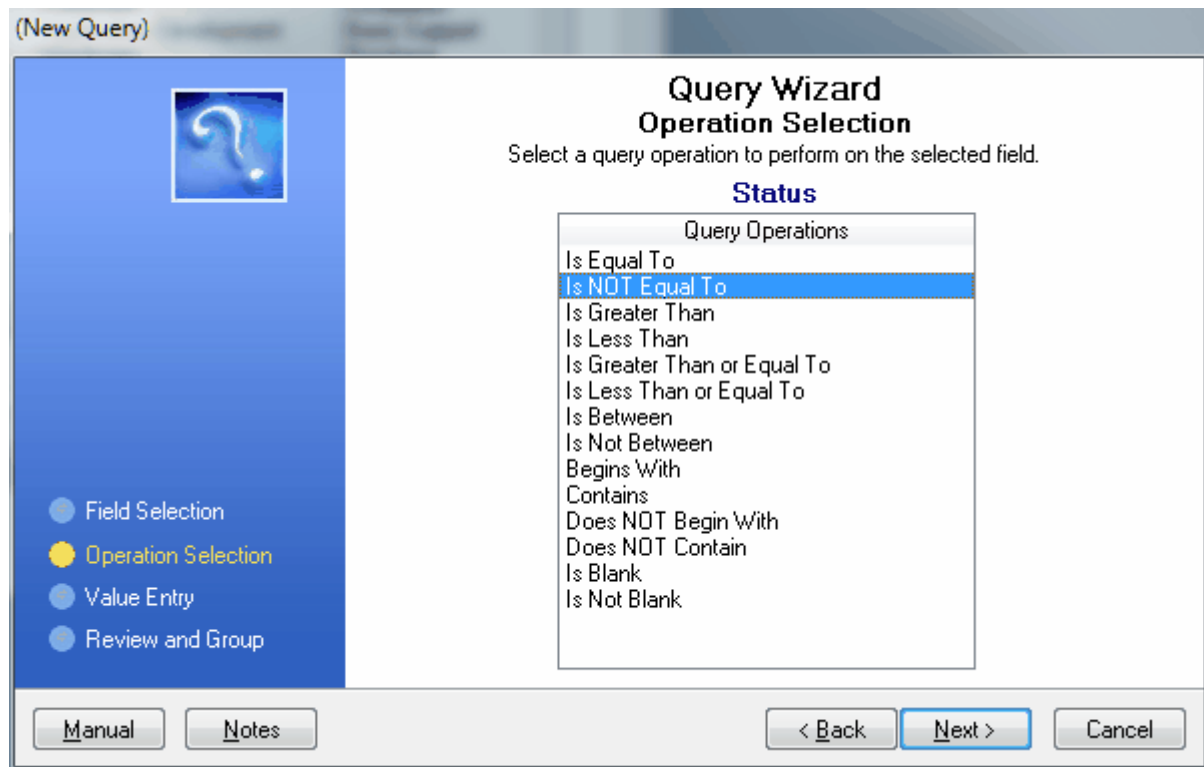 (New Query)
Query Wizard
Operation Selection
Select a query operation to perform on the selected field.
Status
Query Operations
Is Equal To
Is NOT Equal To
Is Greater Than
Is Less Than
Is Greater Than or Equal To
Is Less Than or Equal To
Is Between
Is Not Between
Begins With
Contains
Does NOT Begin With
Does NOT Contain
Is Blank
Is Not Blank
Field Selection
Operation Selection
Value Entry
Review and Group
Manual Notes < Back Next > Cancel